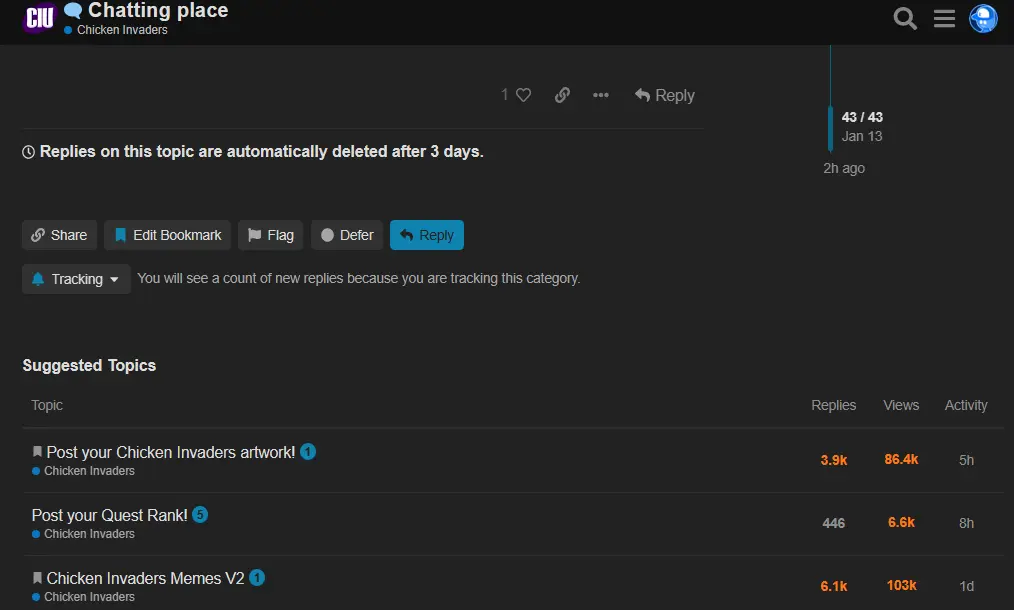 CIU
Chatting place
Chicken Invaders
1
Reply
43 / 43
Jan 13
2h ago
Replies on this topic are automatically deleted after 3 days.
Share Edit Bookmark Flag Defer Reply
Tracking You will see a count of new replies because you are tracking this category.
Suggested Topics
Topic Replies Views Activity
Post your Chicken Invaders artwork! 1 3.9k 86.4k 5h
Chicken Invaders
Post your Quest Rank! 5 446 6.6k 8h
Chicken Invaders
Chicken Invaders Memes V2 1 6.1k 103k 1d
Chicken Invaders